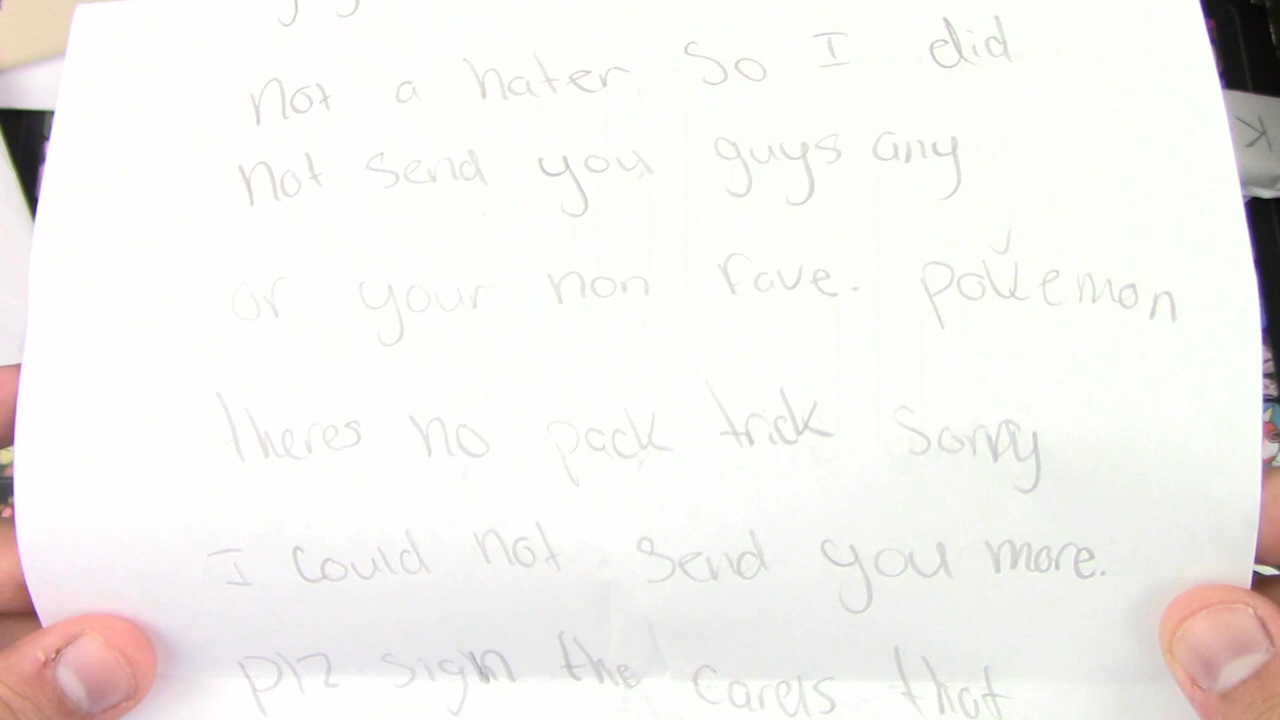 not a hater. So I did
not send you guys any
or your non fave. pokemon
theres no pack trick sorry
I could not send you more.
plz sign the cards that
K